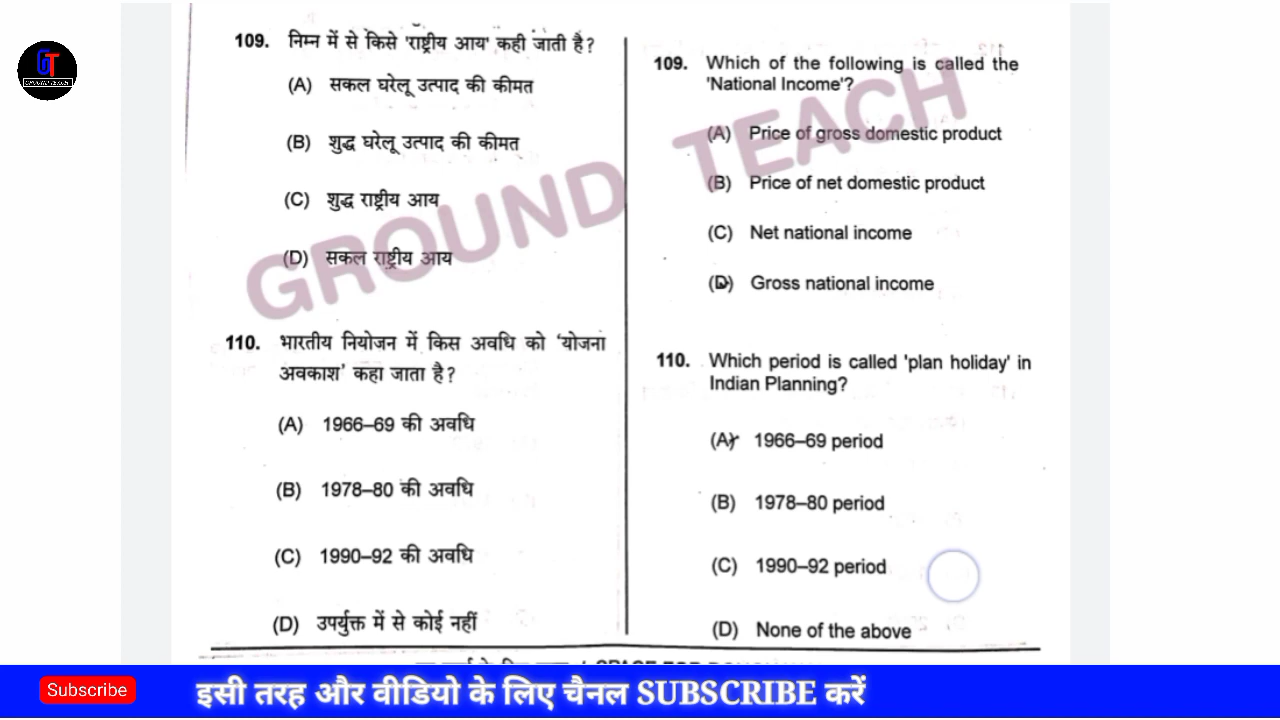 GT
109. निम्न में से किसे 'राष्ट्रीय आय' कही जाती है?
(A) सकल घरेलू उत्पाद की कीमत
(B) शुद्ध घरेलू उत्पाद की कीमत
(C) शुद्ध राष्ट्रीय आय
(D) सकल राष्ट्रीय आय
110. भारतीय नियोजन में किस अवधि को 'योजना
अवकाश' कहा जाता है?
(A) 1966–69 की अवधि
(B) 1978–80 की अवधि
(C) 1990–92 की अवधि
(D) उपर्युक्त में से कोई नहीं
109. Which of the following is called the
'National Income'?
(A) Price of gross domestic product
(B) Price of net domestic product
(C) Net national income
(D) Gross national income
110. Which period is called 'plan holiday' in
Indian Planning?
(A) 1966–69 period
(B) 1978–80 period
(C) 1990–92 period
(D) None of the above
GROUND TEACH
Subscribe
इसी तरह और वीडियो के लिए चैनल SUBSCRIBE करें